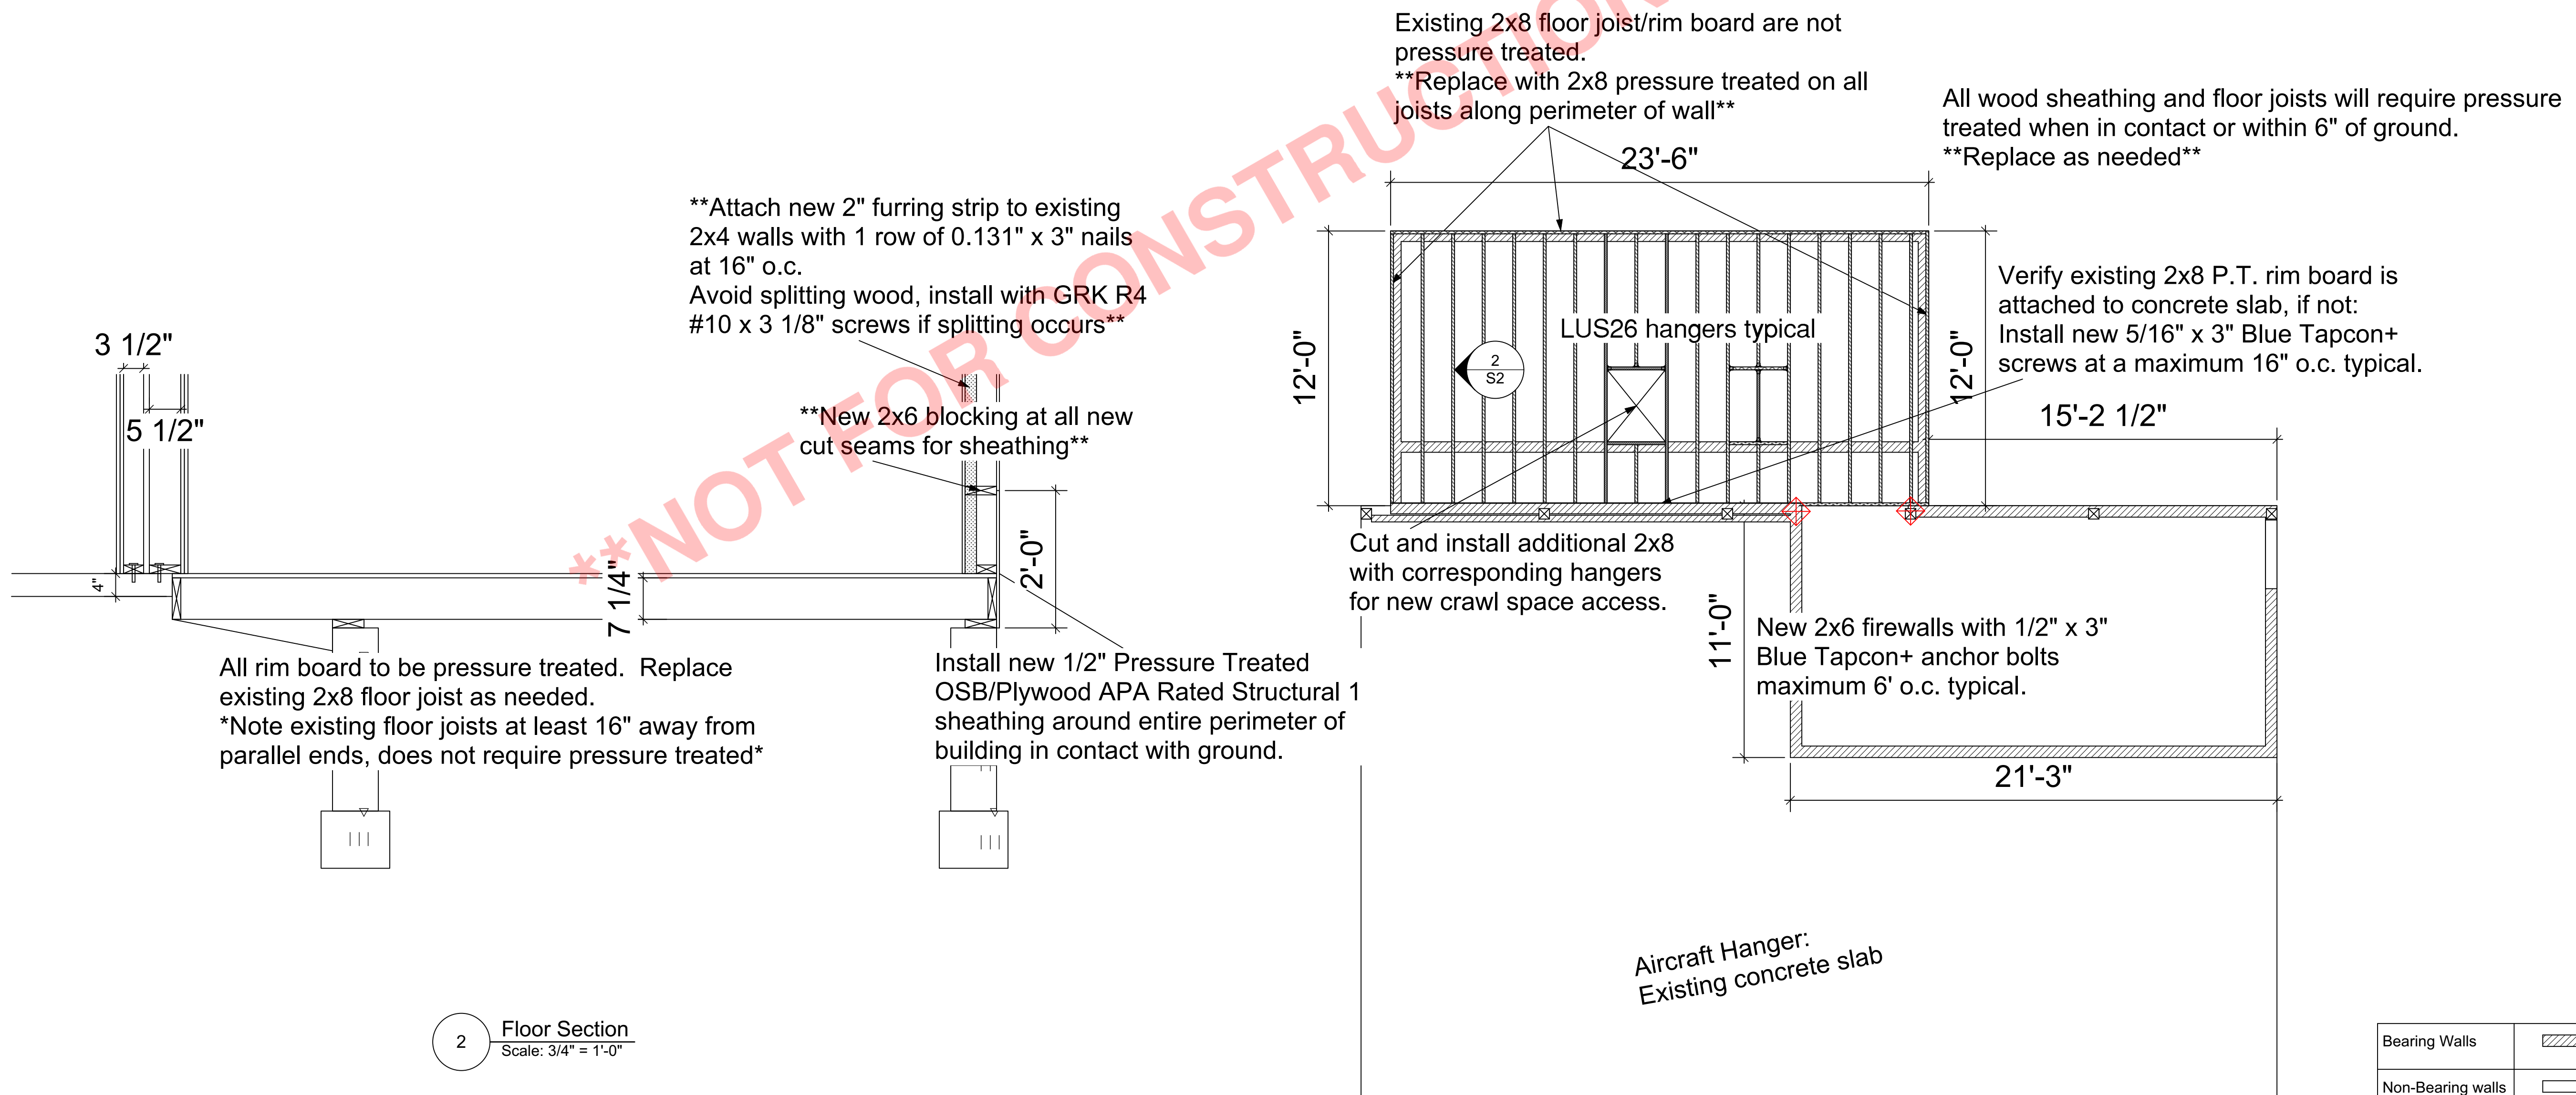 Existing 2x8 floor joist/rim board are not
pressure treated.
**Replace with 2x8 pressure treated on all
joists along perimeter of wall**
All wood sheathing and floor joists will require pressure
treated when in contact or within 6" of ground.
**Replace as needed**
23'-6"
**Attach new 2" furring strip to existing
2x4 walls with 1 row of 0.131" x 3" nails
at 16" o.c.
Avoid splitting wood, install with GRK R4
#10 x 3 1/8" screws if splitting occurs**
**NOT FOR CONSTRUCTION
Verify existing 2x8 P.T. rim board is
attached to concrete slab, if not:
Install new 5/16" x 3" Blue Tapcon+
screws at a maximum 16" o.c. typical.
LUS26 hangers typical
3 1/2"
12'-0"
2
S2
12'-0"
5 1/2"
**New 2x6 blocking at all new
cut seams for sheathing**
15'-2 1/2"
4"
7 1/4"
2'-0"
Cut and install additional 2x8
with corresponding hangers
for new crawl space access.
11'-0"
New 2x6 firewalls with 1/2" x 3"
Blue Tapcon+ anchor bolts
maximum 6' o.c. typical.
All rim board to be pressure treated.  Replace
existing 2x8 floor joist as needed.
*Note existing floor joists at least 16" away from
parallel ends, does not require pressure treated*
Install new 1/2" Pressure Treated
OSB/Plywood APA Rated Structural 1
sheathing around entire perimeter of
building in contact with ground.
21'-3"
Aircraft Hanger:
Existing concrete slab
2
Floor Section
Scale: 3/4" = 1'-0"
Bearing Walls
Non-Bearing walls